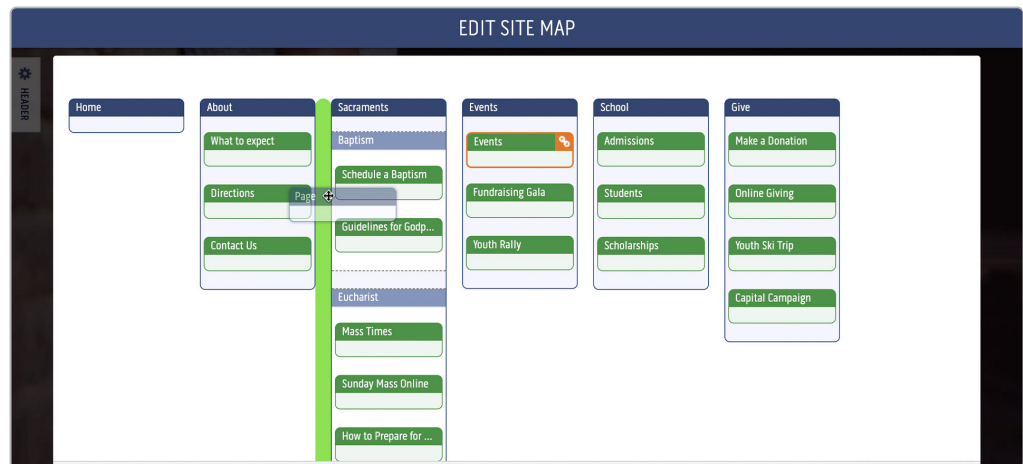 EDIT SITE MAP
HEADER
Home
About
What to expect
Directions
Contact Us
Page
Sacraments
Baptism
Schedule a Baptism
Guidelines for Godp...
Eucharist
Mass Times
Sunday Mass Online
How to Prepare for ...
Events
Events
Fundraising Gala
Youth Rally
School
Admissions
Students
Scholarships
Give
Make a Donation
Online Giving
Youth Ski Trip
Capital Campaign